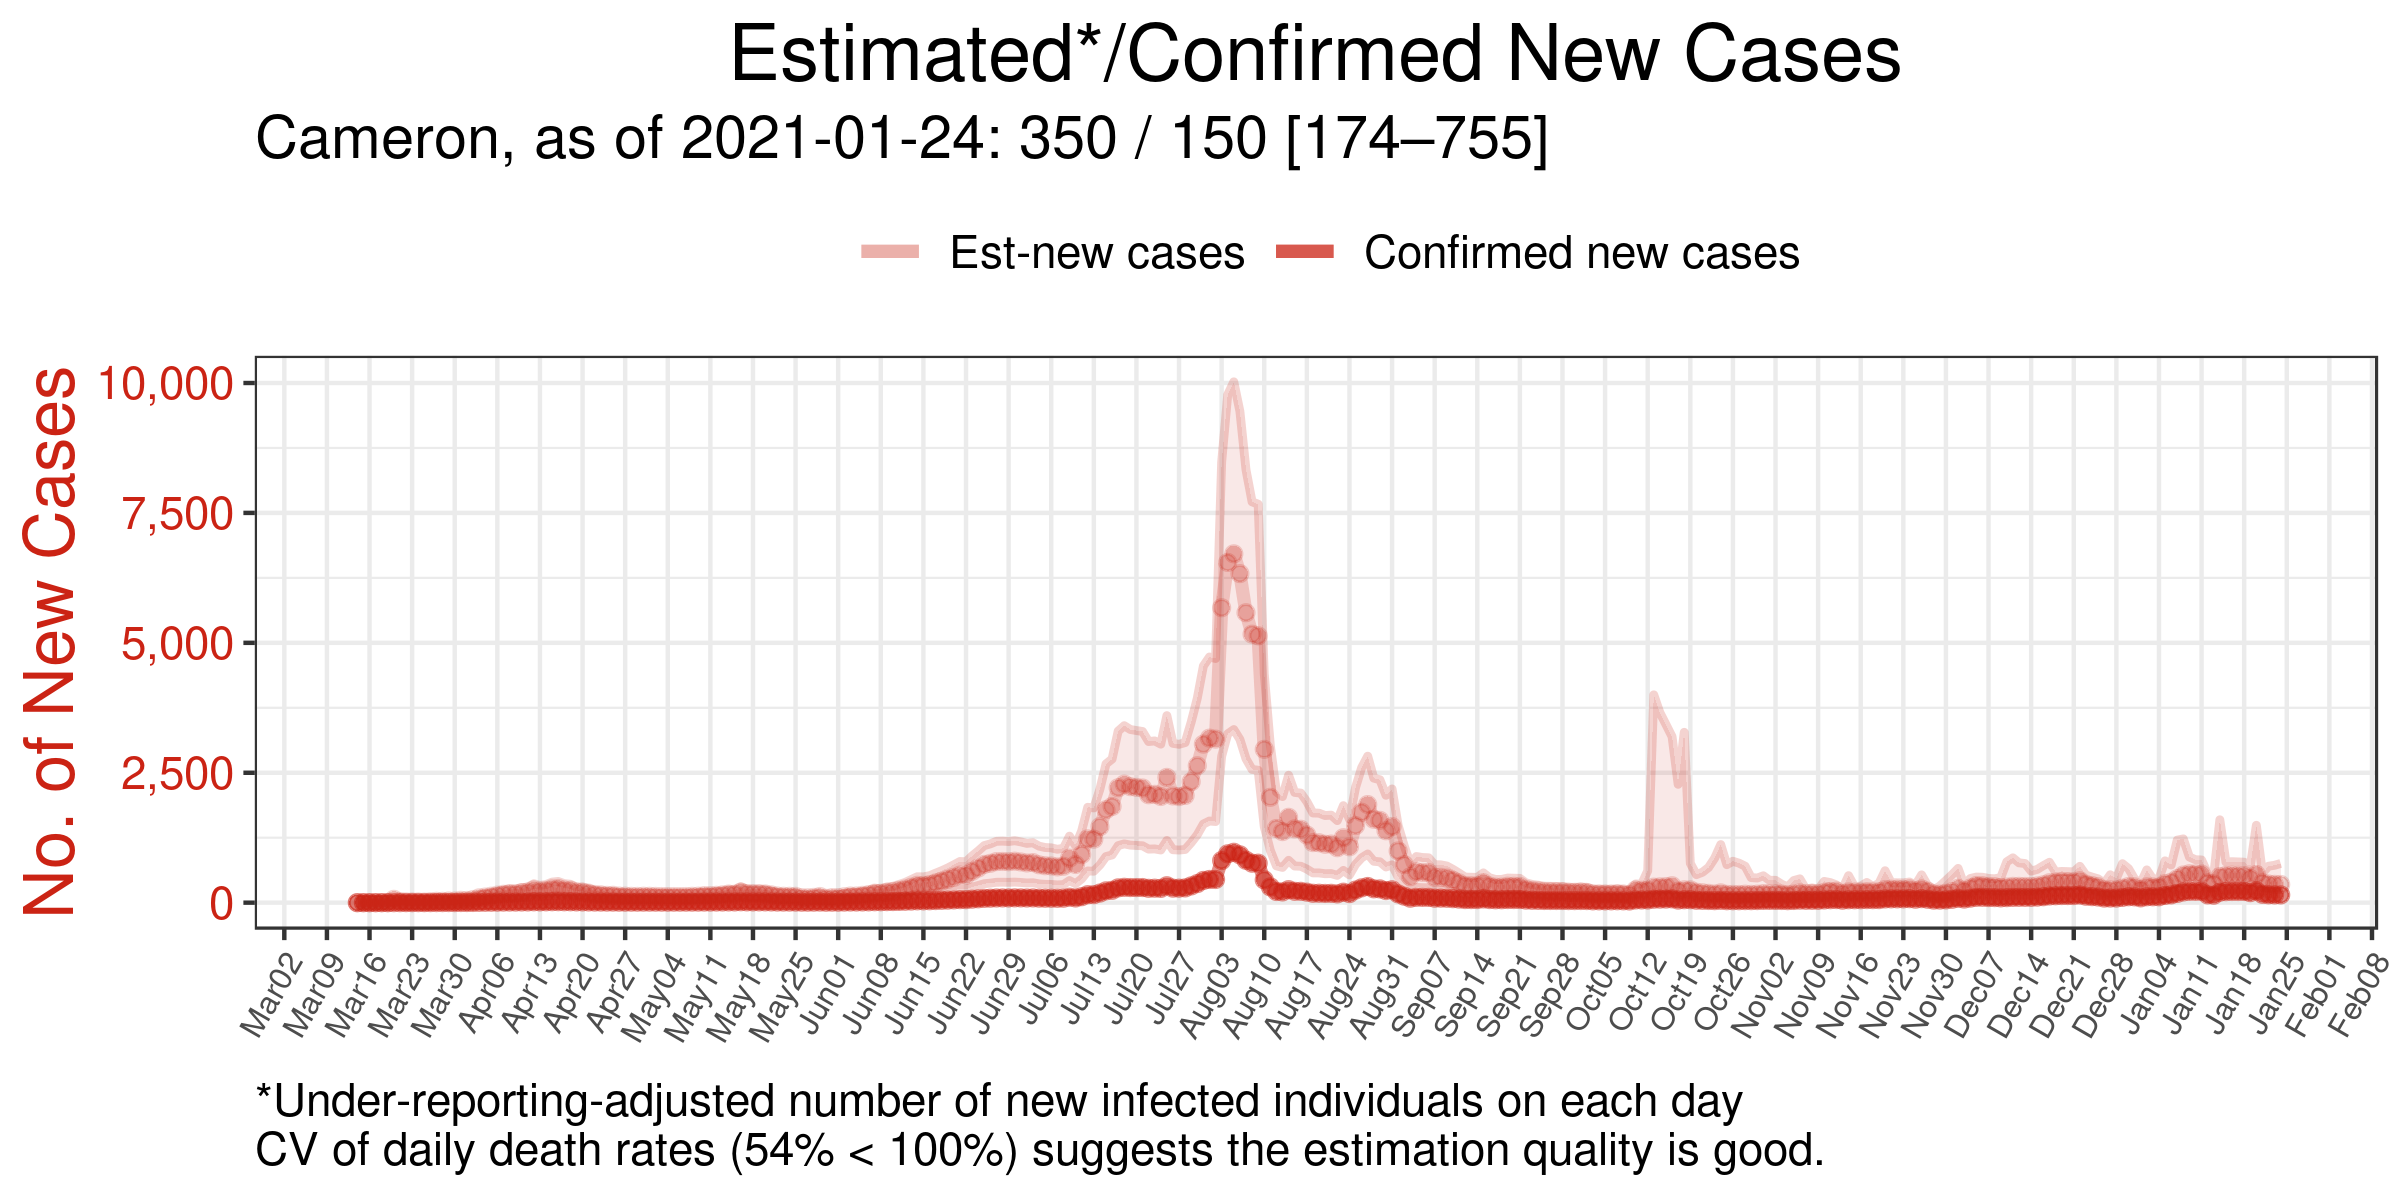 Estimated*/Confirmed New Cases
Cameron, as of 2021-01-24: 350 / 150 [174–755]
Est-new cases Confirmed new cases
No. of New Cases
10,000
7,500
5,000
2,500
0
Mar02 Mar09 Mar16 Mar23 Mar30 Apr06 Apr13 Apr20 Apr27 May04 May11 May18 May25 Jun01 Jun08 Jun15 Jun22 Jun29 Jul06 Jul13 Jul20 Jul27 Aug03 Aug10 Aug17 Aug24 Aug31 Sep07 Sep14 Sep21 Sep28 Oct05 Oct12 Oct19 Oct26 Nov02 Nov09 Nov16 Nov23 Nov30 Dec07 Dec14 Dec21 Dec28 Jan04 Jan11 Jan18 Jan25 Feb01 Feb08
*Under-reporting-adjusted number of new infected individuals on each day
CV of daily death rates (54% < 100%) suggests the estimation quality is good.